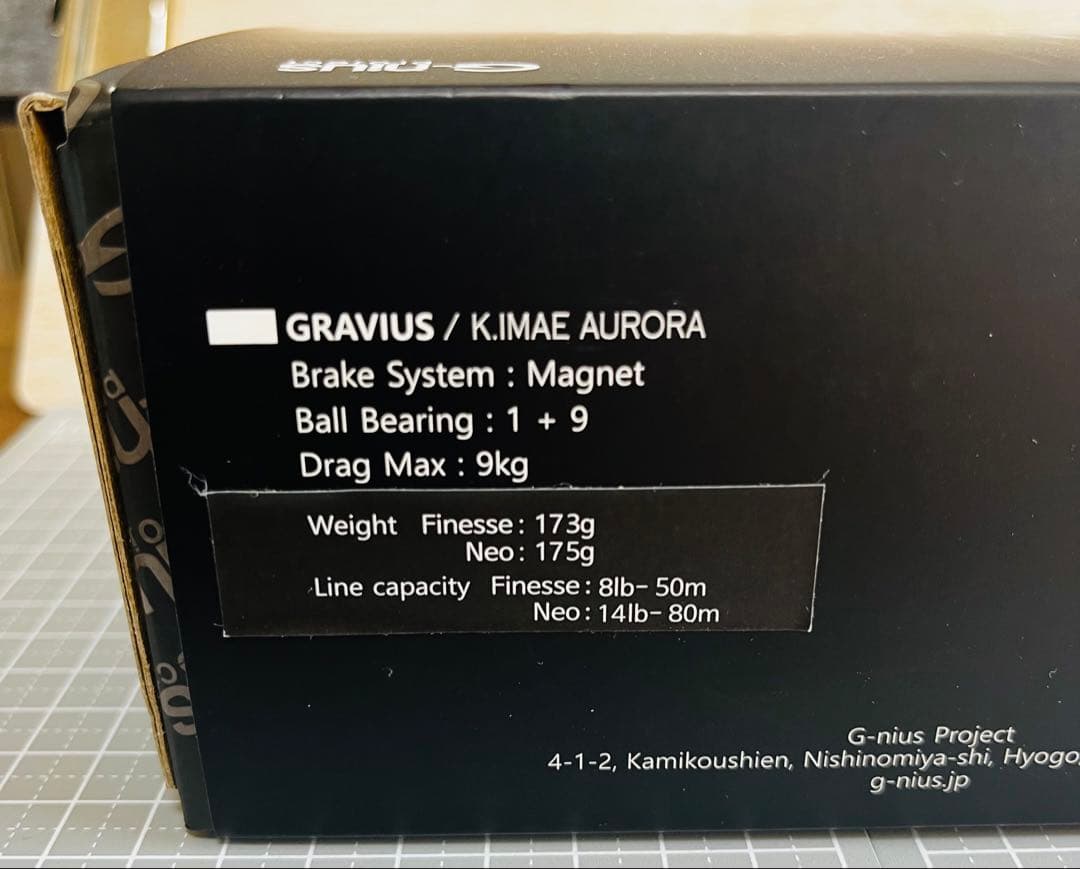 G-nius
GRAVIUS / K.IMAE AURORA
Brake System : Magnet
Ball Bearing : 1 + 9
Drag Max : 9kg
Weight Finesse : 173g
Neo : 175g
Line capacity Finesse : 8lb- 50m
Neo : 14lb- 80m
G-nius Project
4-1-2, Kamikoushien, Nishinomiya-shi, Hyogo,
g-nius.jp